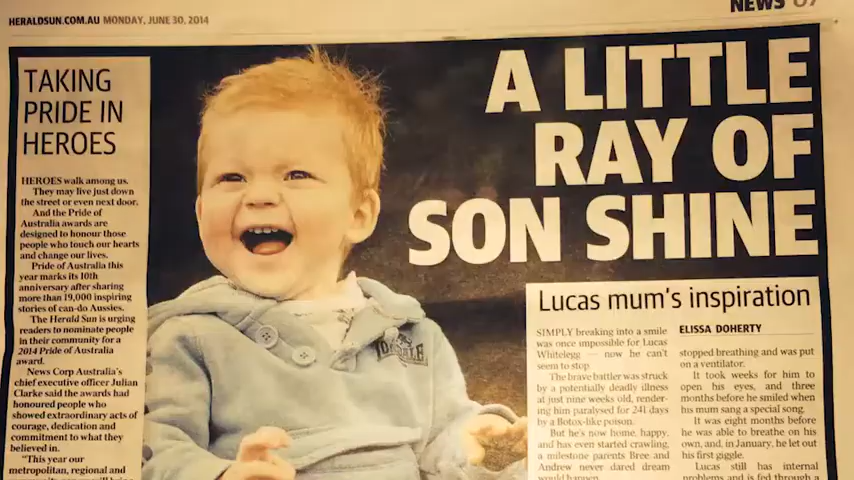 HERALDSUN.COM.AU MONDAY, JUNE 30, 2014
NEWS 07
TAKING
PRIDE IN
HEROES
HEROES walk among us.
They may live just down
the street or even next door.
And the Pride of
Australia awards are
designed to honour those
people who touch our hearts
and change our lives.
Pride of Australia this
year marks its 10th
anniversary after sharing
more than 19,000 inspiring
stories of can-do Aussies.
The Herald Sun is urging
readers to nominate people
in their community for a
2014 Pride of Australia
award.
News Corp Australia's
chief executive officer Julian
Clarke said the awards had
honoured people who
showed extraordinary acts of
courage, dedication and
commitment to what they
believed in.
"This year our
metropolitan, regional and
A LITTLE
RAY OF
SON SHINE
Lucas mum's inspiration
SIMPLY breaking into a smile
was once impossible for Lucas
Whitelegg — now he can't
seem to stop.
The brave battler was struck
by a potentially deadly illness
at just nine weeks old, render-
ing him paralysed for 241 days
by a Botox-like poison.
But he's now home, happy,
and has even started crawling,
a milestone parents Bree and
Andrew never dared dream
would happen.
ELISSA DOHERTY
stopped breathing and was put
on a ventilator.
It took weeks for him to
open his eyes, and three
months before he smiled when
his mum sang a special song.
It was eight months before
he was able to breathe on his
own, and, in January, he let out
his first giggle.
Lucas still has internal
problems and is fed through a